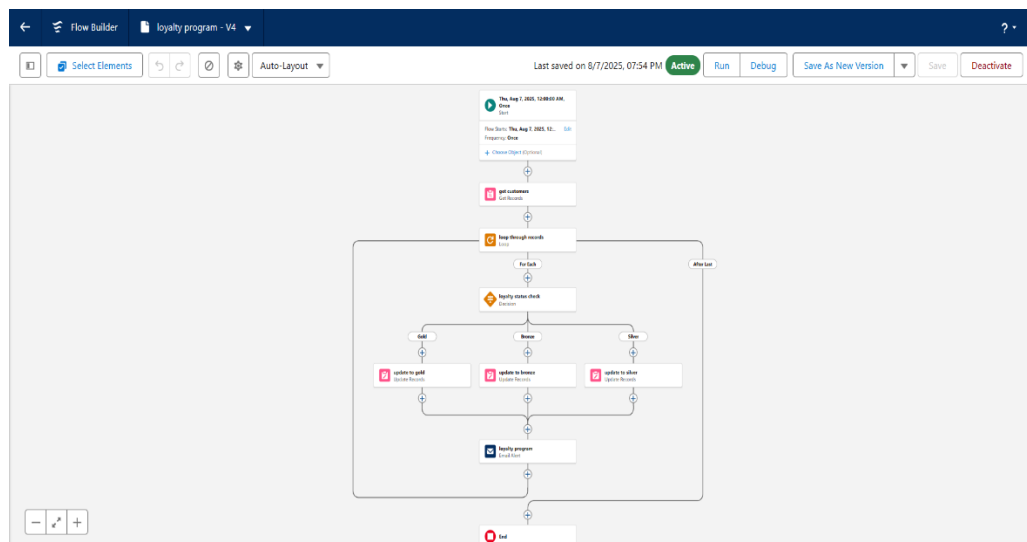 Flow Builder
loyalty program - V4
?
Select Elements
Auto-Layout
Last saved on 8/7/2025, 07:54 PM
Active
Run
Debug
Save As New Version
Save
Deactivate
Thu, Aug 7, 2025, 12:00:00 AM,
Once
Start
Flow Starts: Thu, Aug 7, 2025, 12:...
Edit
Frequency: Once
+ Choose Object (Optional)
get customers
Get Records
loop through records
Loop
For Each
After Last
loyalty status check
Decision
Gold
Bronze
Silver
update to gold
Update Records
update to bronze
Update Records
update to silver
Update Records
loyalty program
Email Alert
End